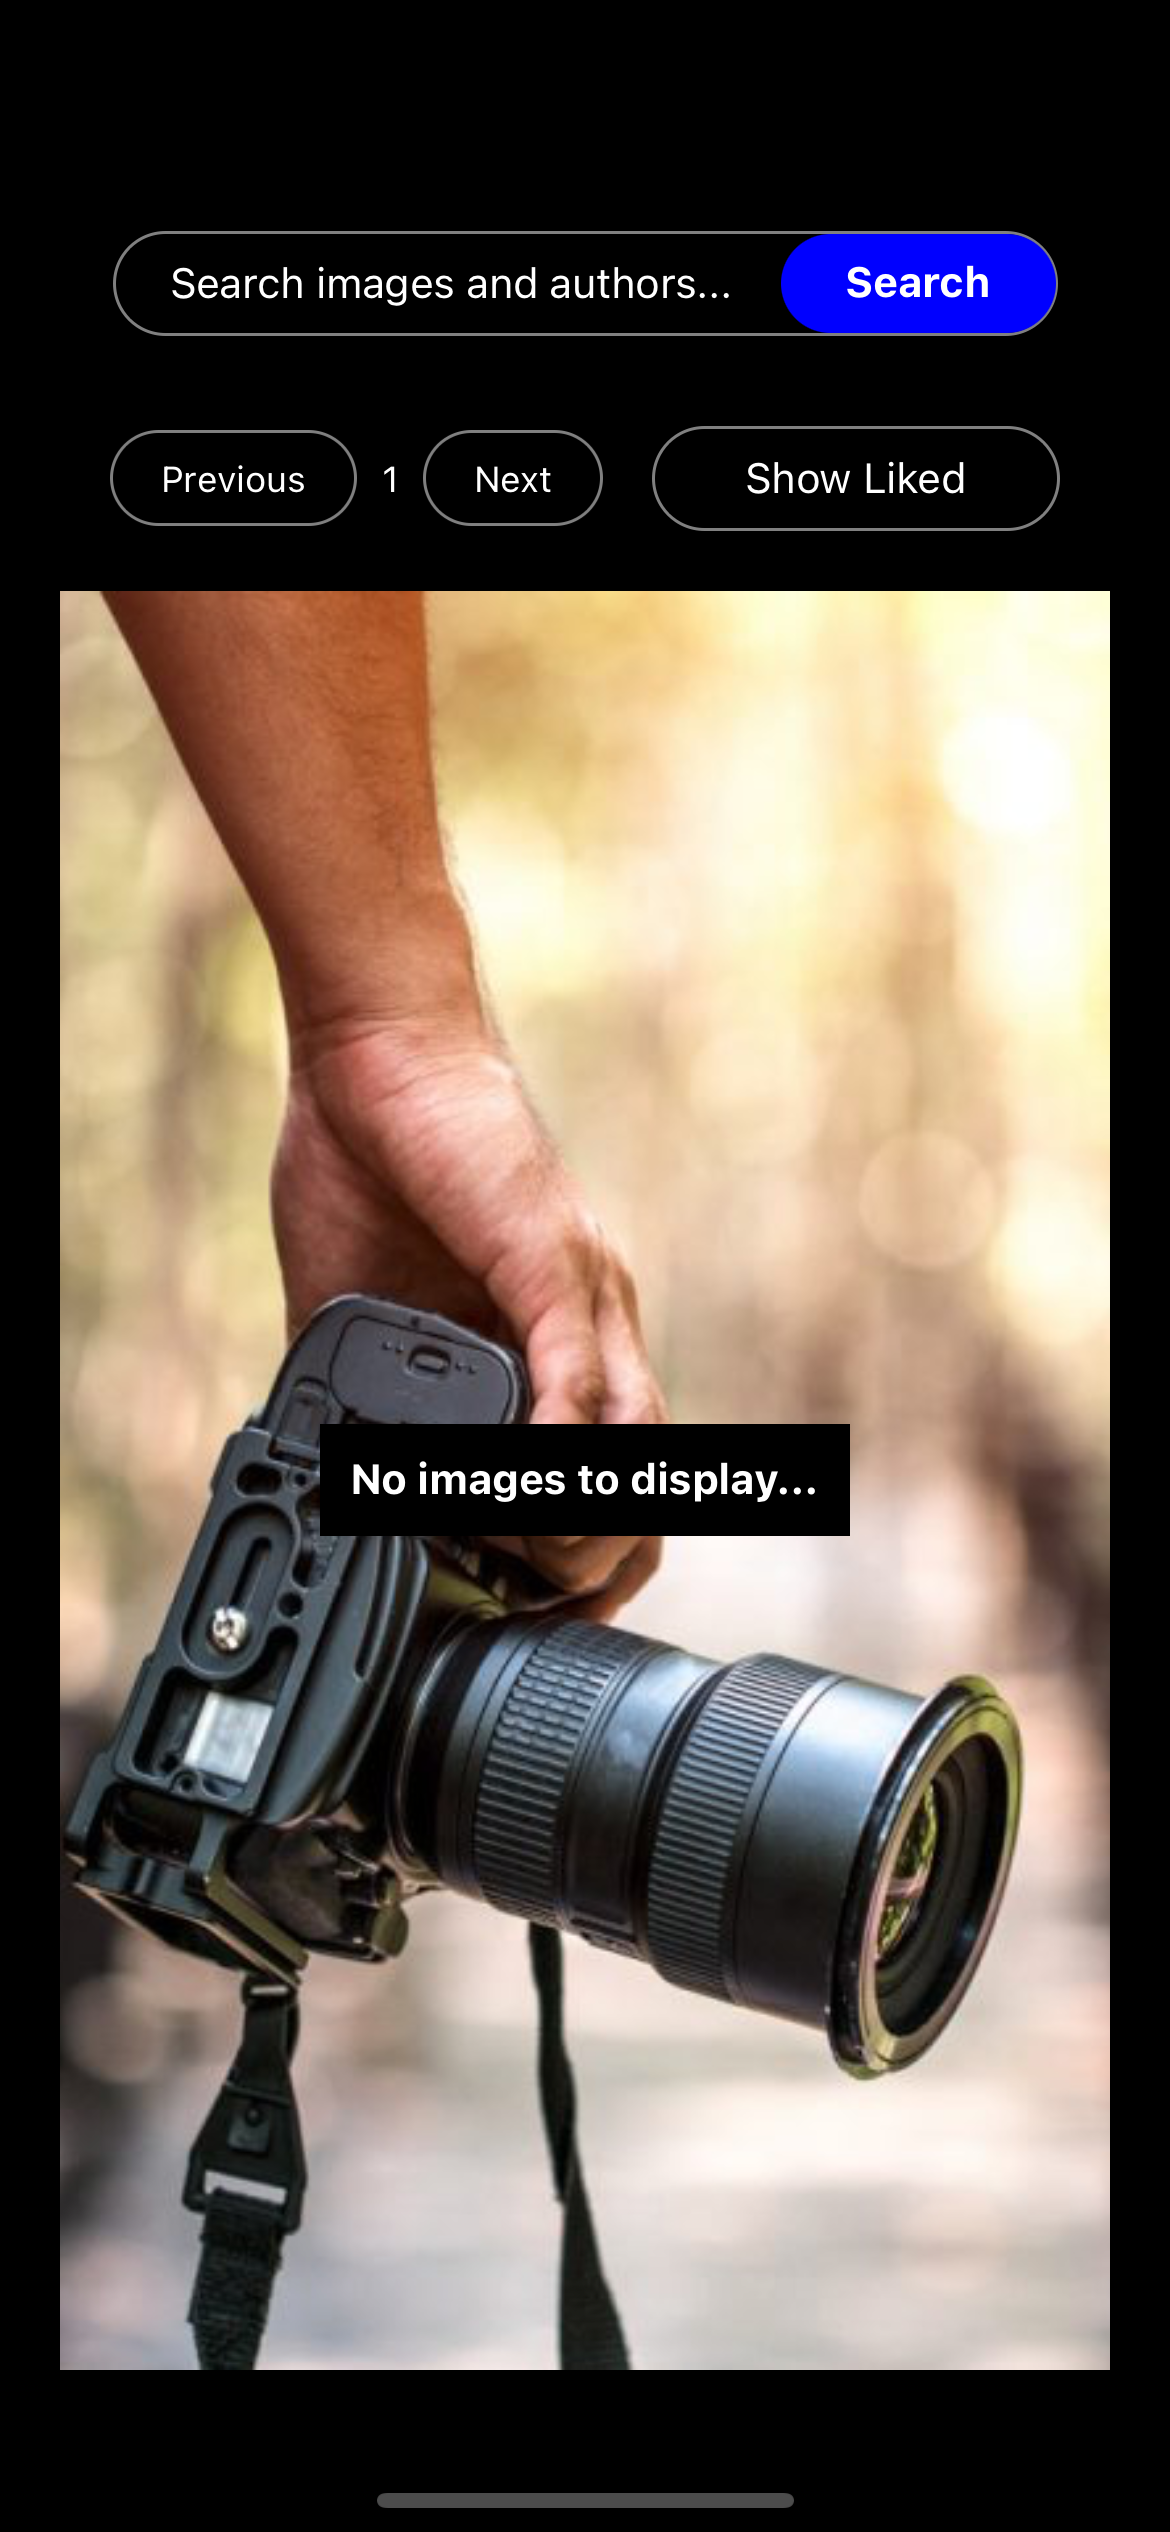 Search images and authors...
Search
Previous
1
Next
Show Liked
No images to display...